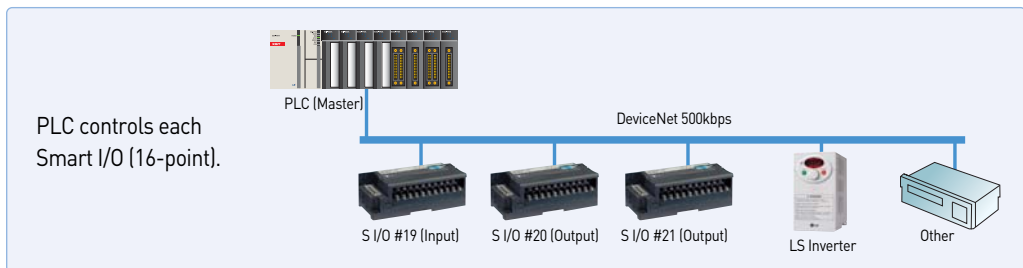 PLC (Master)
DeviceNet 500kbps
PLC controls each
Smart I/O (16-point).
S I/O #19 (Input)
S I/O #20 (Output)
S I/O #21 (Output)
LS Inverter
Other